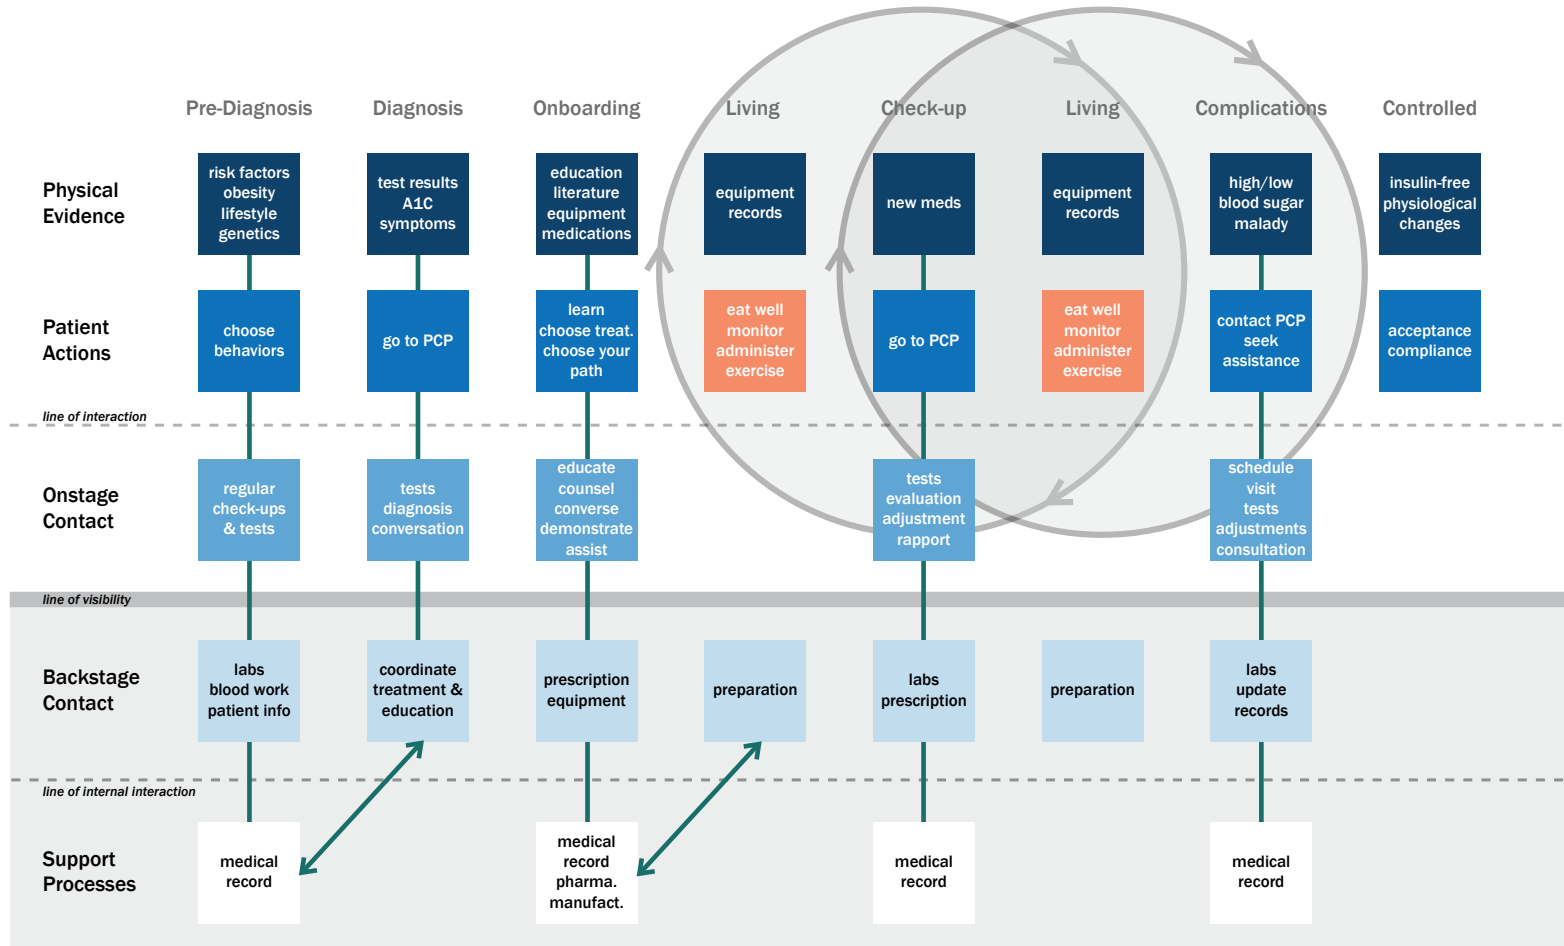 Pre-Diagnosis
Diagnosis
Onboarding
Living
Check-up
Living
Complications
Controlled
Physical
Evidence
risk factors
obesity
lifestyle
genetics
test results
A1C
symptoms
education
literature
equipment
medications
equipment
records
new meds
equipment
records
high/low
blood sugar
malady
insulin-free
physiological
changes
Patient
Actions
choose
behaviors
go to PCP
learn
choose treat.
choose your
path
eat well
monitor
administer
exercise
go to PCP
eat well
monitor
administer
exercise
contact PCP
seek
assistance
acceptance
compliance
line of interaction
Onstage
Contact
regular
check-ups
& tests
tests
diagnosis
conversation
educate
counsel
converse
demonstrate
assist
tests
evaluation
adjustment
rapport
schedule
visit
tests
adjustments
consultation
line of visibility
Backstage
Contact
labs
blood work
patient info
coordinate
treatment &
education
prescription
equipment
preparation
labs
prescription
preparation
labs
update
records
line of internal interaction
Support
Processes
medical
record
medical
record
pharma.
manufact.
medical
record
medical
record